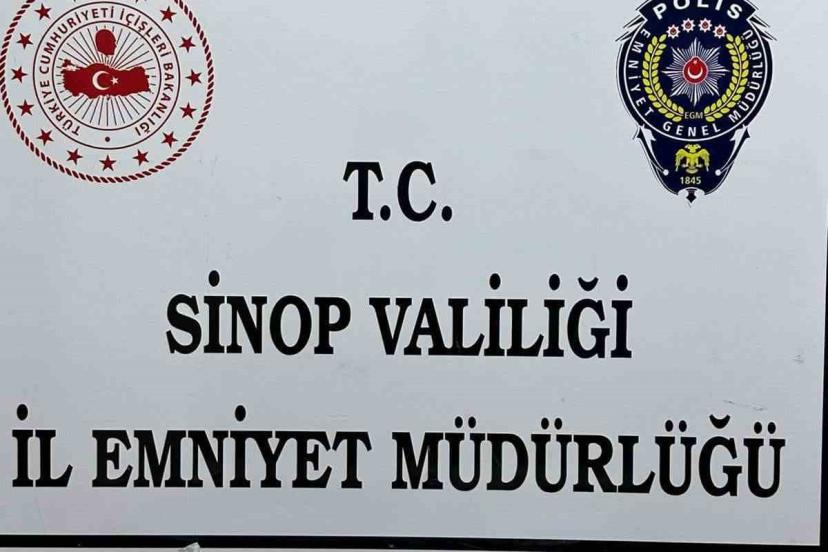 TÜRKİYE CUMHURİYETİ İÇİŞLERİ BAKANLIĞI
POLİS
EMNİYET GENEL MÜDÜRLÜĞÜ
EGM
1845
T.C.
SİNOP VALİLİĞİ
İL EMNİYET MÜDÜRLÜĞÜ